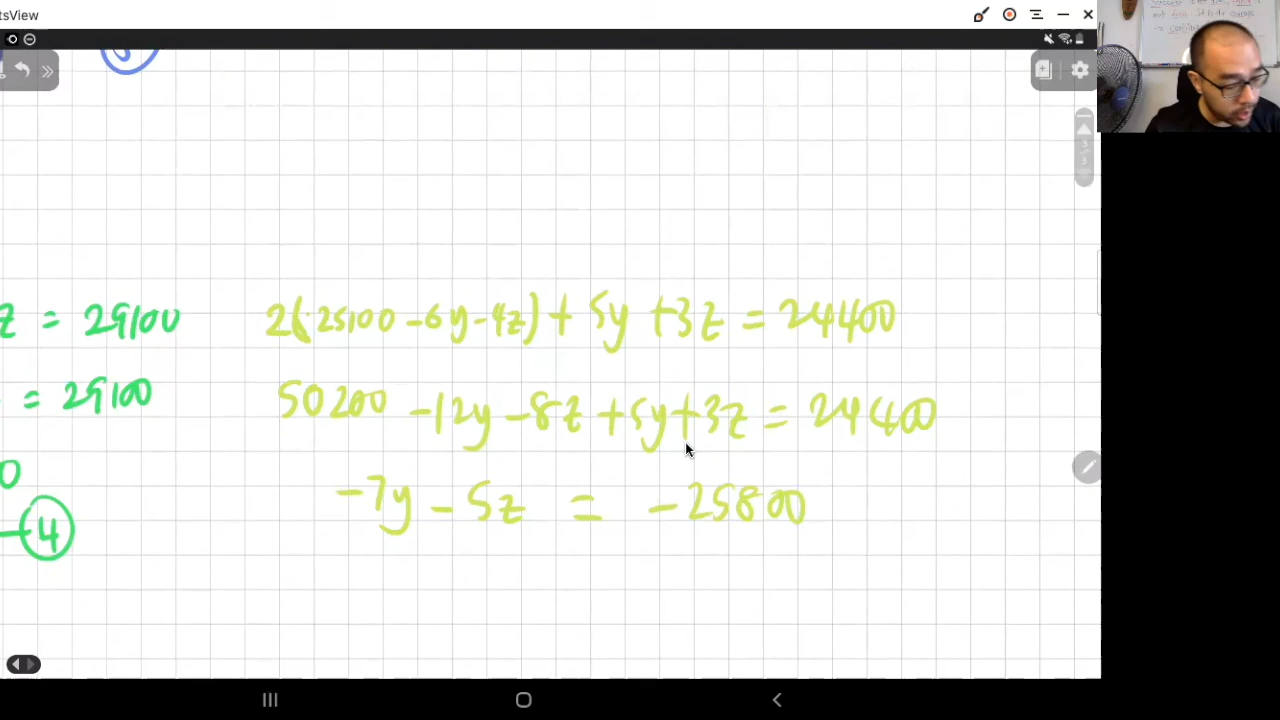 tsView
3
z = 29100
2(25100 -6y-4z) + 5y +3z = 24400
= 29100
50200 -12y -8z +5y+3z = 24400
0
-7y - 5z = -25800
4